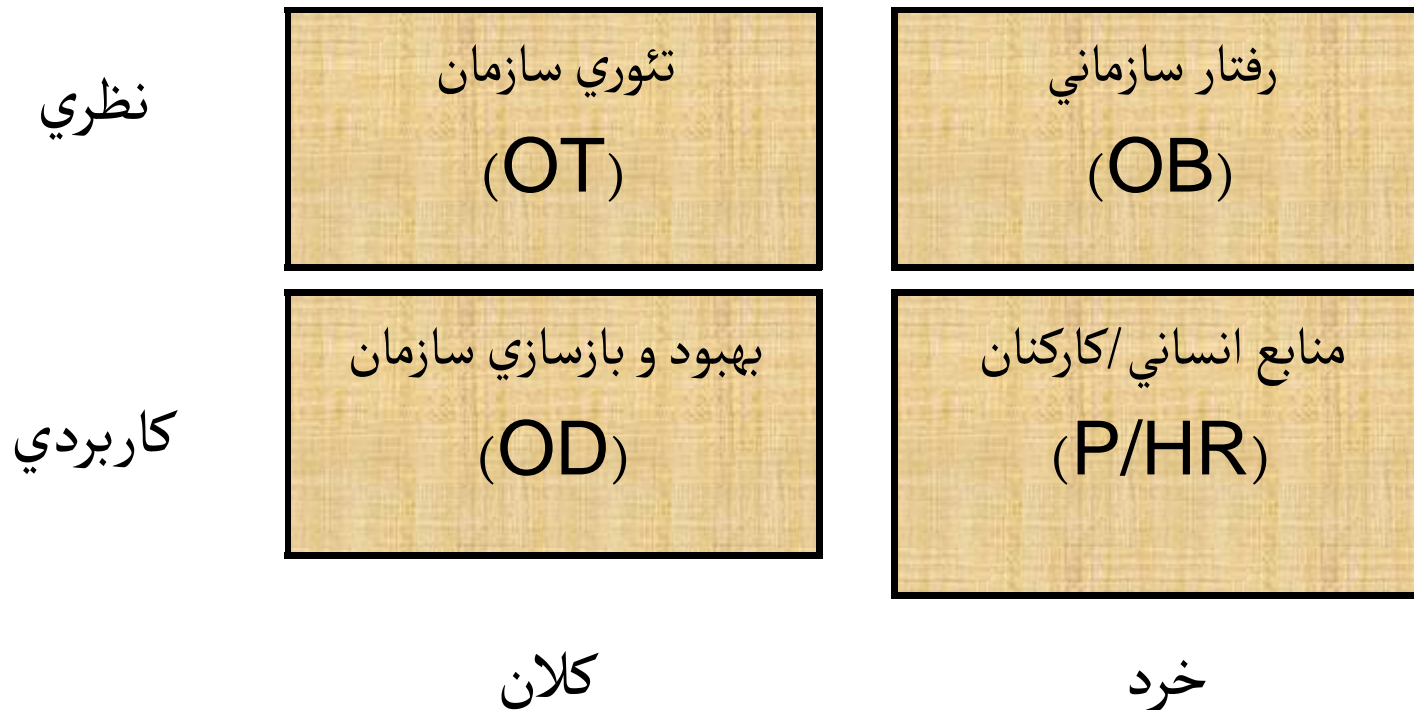 رفتار سازماني
(OB)
تئوري سازمان
(OT)
نظري
منابع انساني/كاركنان
(P/HR)
بهبود و بازسازي سازمان
(OD)
كاربردي
خرد
كلان